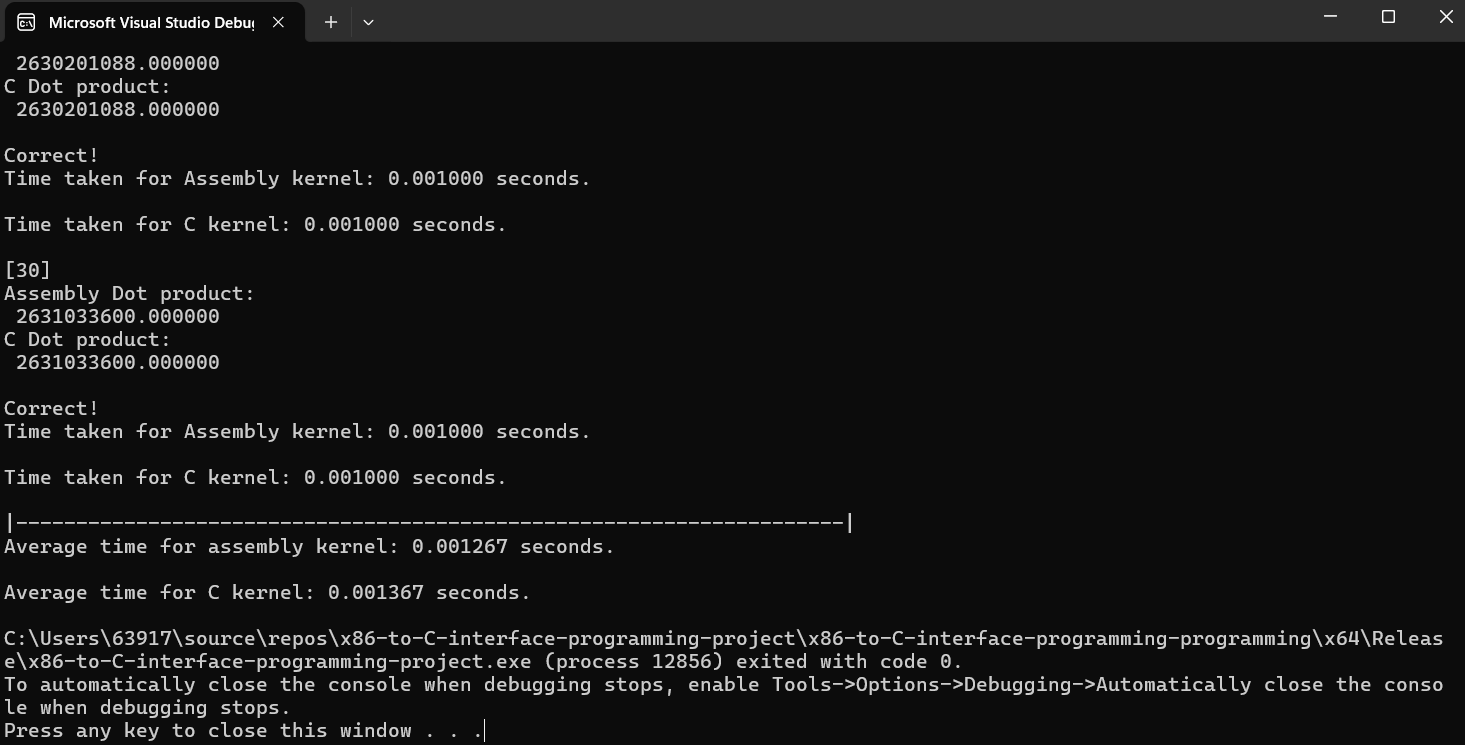 Microsoft Visual Studio Debug
2630201088.000000
C Dot product:
2630201088.000000
Correct!
Time taken for Assembly kernel: 0.001000 seconds.
Time taken for C kernel: 0.001000 seconds.
[30]
Assembly Dot product:
2631033600.000000
C Dot product:
2631033600.000000
Correct!
Time taken for Assembly kernel: 0.001000 seconds.
Time taken for C kernel: 0.001000 seconds.
|---------------------------------------------------------------------|
Average time for assembly kernel: 0.001267 seconds.
Average time for C kernel: 0.001367 seconds.
C:\Users\63917\source\repos\x86-to-C-interface-programming-project\x86-to-C-interface-programming-programming\x64\Releas
e\x86-to-C-interface-programming-project.exe (process 12856) exited with code 0.
To automatically close the console when debugging stops, enable Tools->Options->Debugging->Automatically close the conso
le when debugging stops.
Press any key to close this window . . .